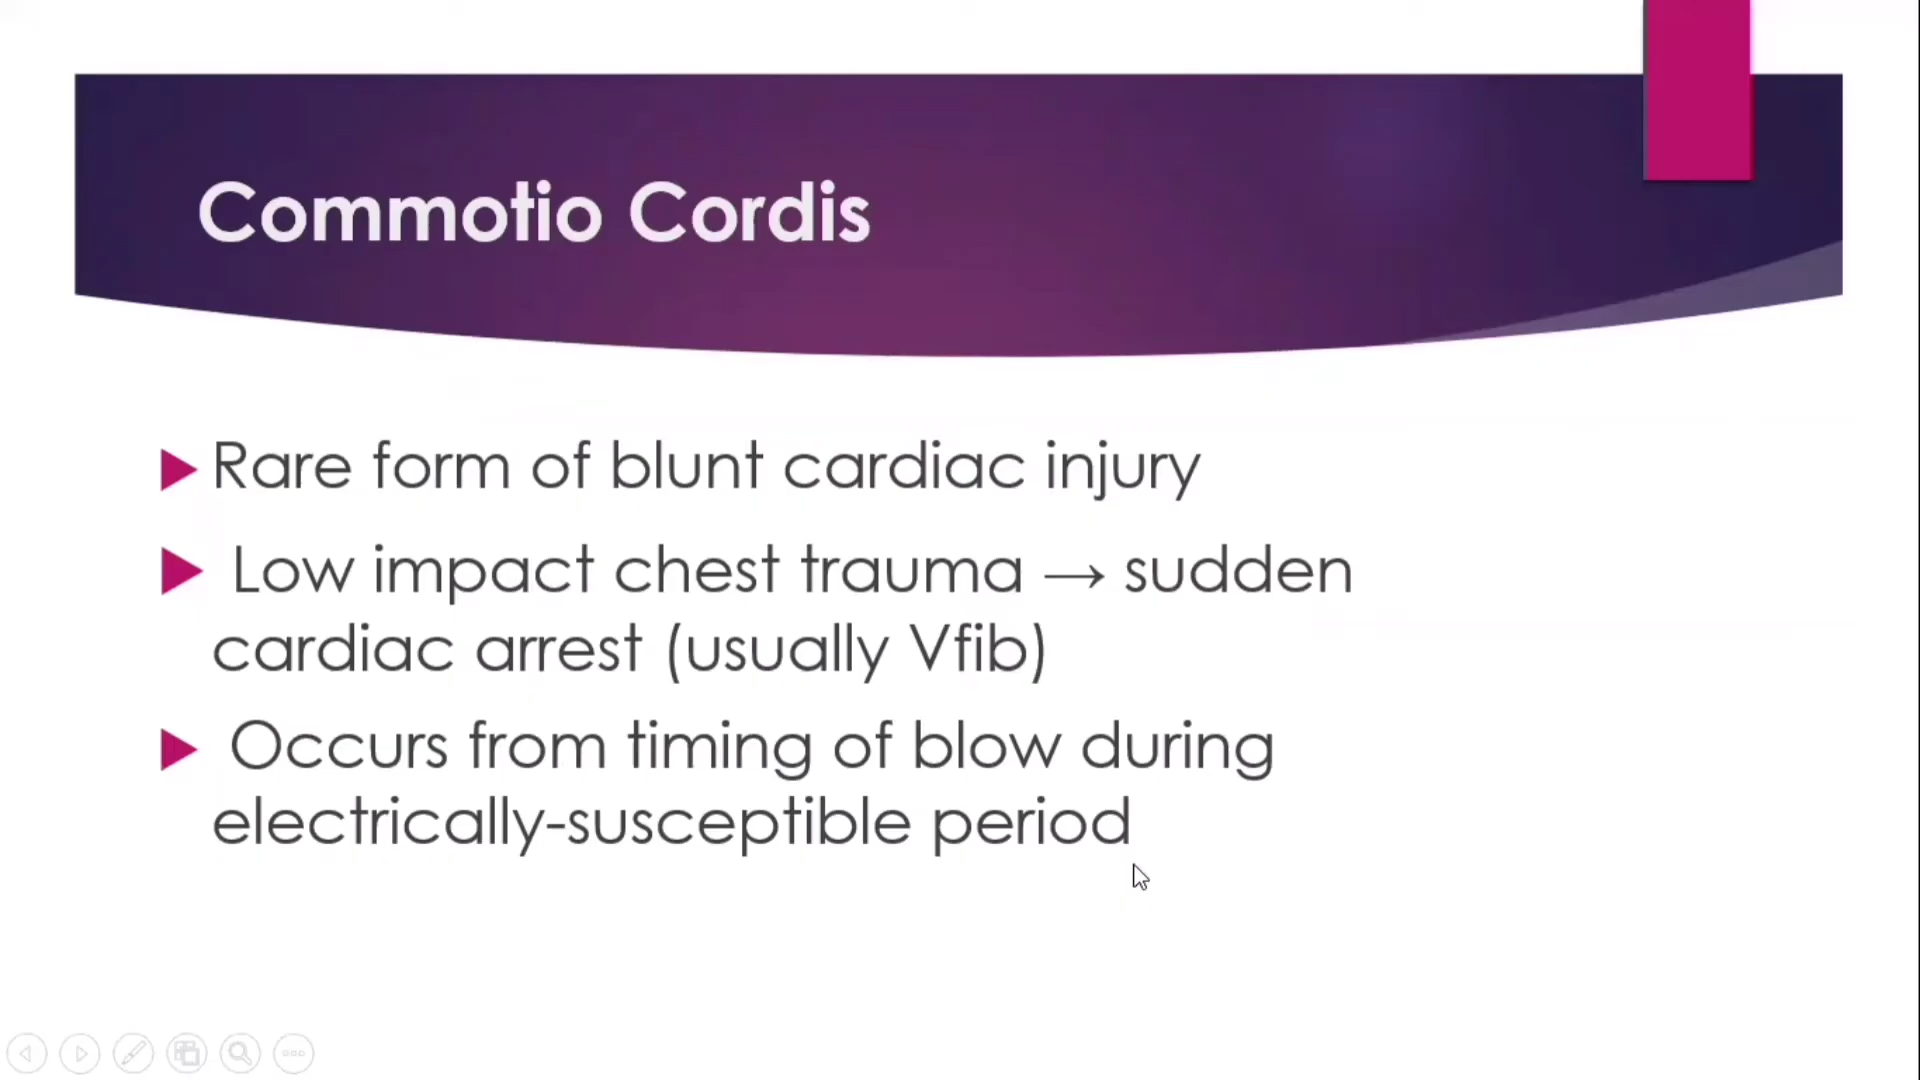 Commotio Cordis
Rare form of blunt cardiac injury
Low impact chest trauma → sudden
cardiac arrest (usually Vfib)
Occurs from timing of blow during
electrically-susceptible period